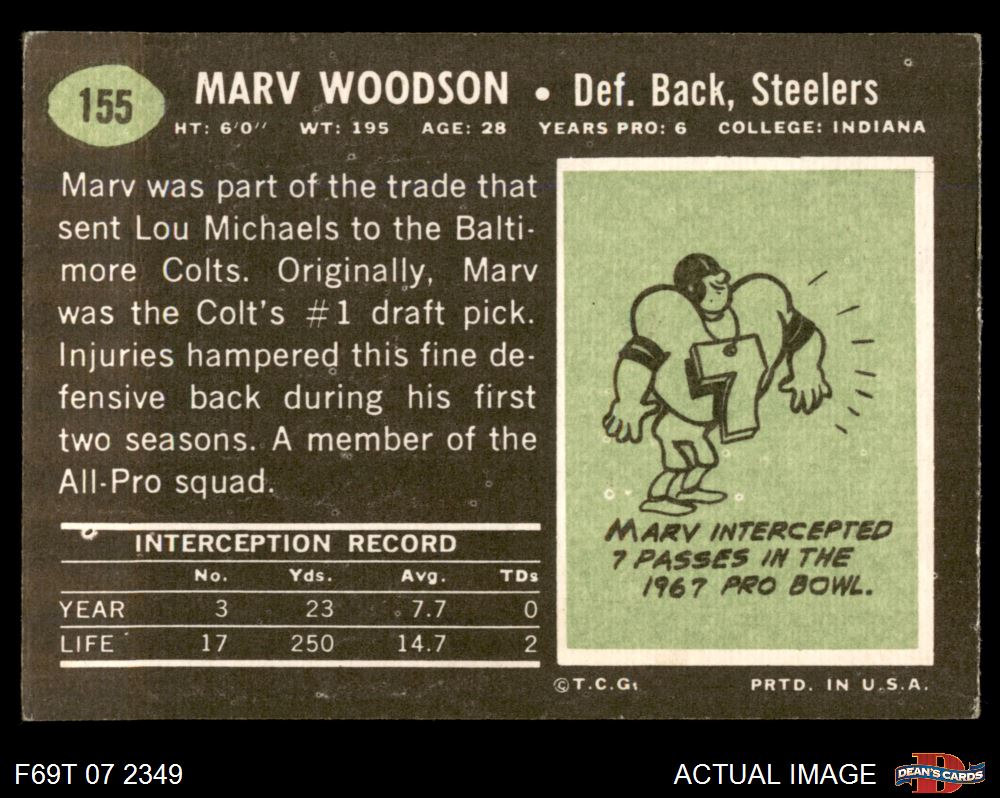 155
MARV WOODSON • Def. Back, Steelers
HT: 6'0" WT: 195 AGE: 28 YEARS PRO: 6 COLLEGE: INDIANA
Marv was part of the trade that
sent Lou Michaels to the Balti-
more Colts. Originally, Marv
was the Colt's #1 draft pick.
Injuries hampered this fine de-
fensive back during his first
two seasons. A member of the
All-Pro squad.
INTERCEPTION RECORD
No. Yds. Avg. TDs
YEAR 3 23 7.7 0
LIFE 17 250 14.7 2
7
MARV INTERCEPTED
7 PASSES IN THE
1967 PRO BOWL.
©T.C.G. PRTD. IN U.S.A.
F69T 07 2349
ACTUAL IMAGE
D
DEAN'S CARDS